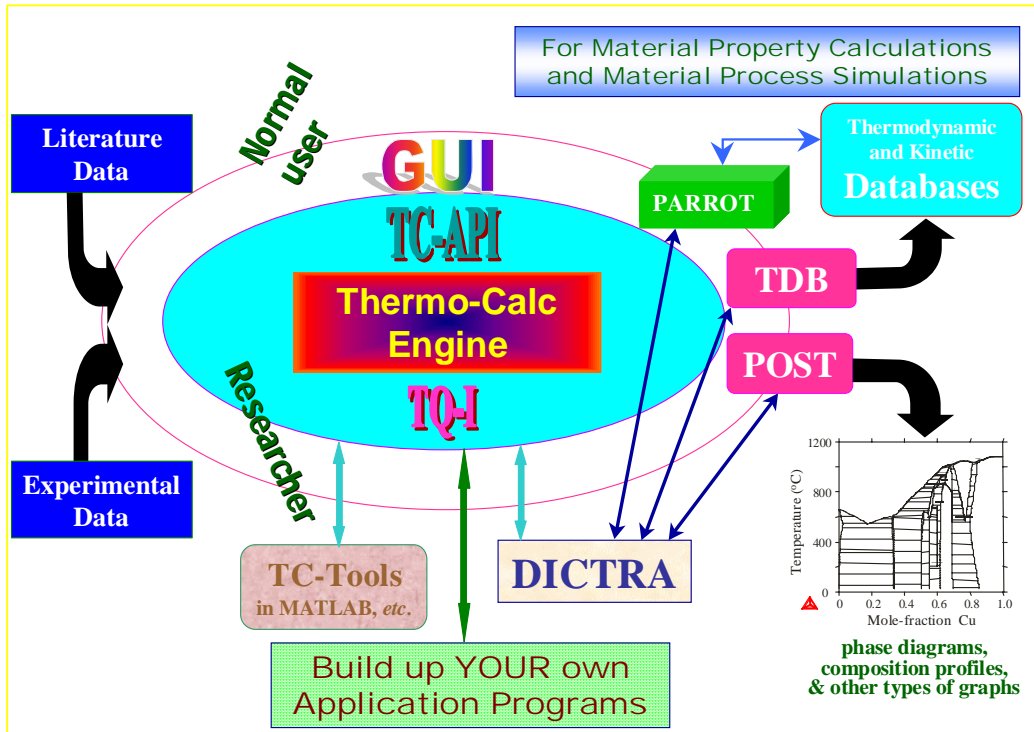 For Material Property Calculations
and Material Process Simulations
Literature
Data
Normal
user
GUI
TC-API
Thermo-Calc
Engine
TQ-I
Researcher
Experimental
Data
PARROT
Thermodynamic
and Kinetic
Databases
TDB
POST
TC-Tools
in MATLAB, etc.
DICTRA
Build up YOUR own
Application Programs
1200
800
400
0
Temperature (°C)
0 0.2 0.4 0.6 0.8 1.0
Mole-fraction Cu
phase diagrams,
composition profiles,
& other types of graphs